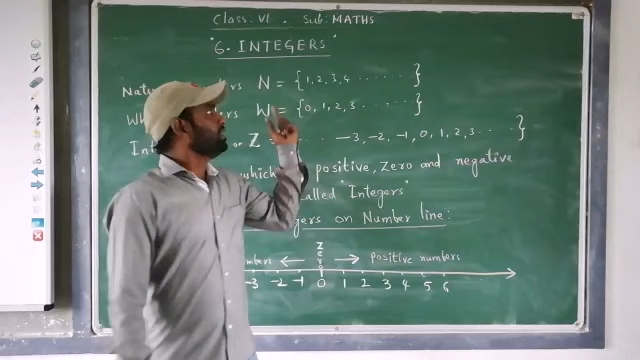 Class: VI . Sub: MATHS
"6. INTEGERS"
N = {1, 2, 3, 4 . . . . . . }
W = {0, 1, 2, 3 . . . . . . }
or Z = . . . -3, -2, -1, 0, 1, 2, 3 . . . . }
which positive, Zero and negative
"Integers"
on Number line:
Zero
← → positive numbers
-3 -2 -1 0 1 2 3 4 5 6